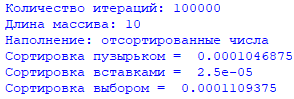 Количество итераций: 100000
Длина массива: 10
Наполнение: отсортированные числа
Сортировка пузырьком =  0.0001046875
Сортировка вставками =  2.5e-05
Сортировка выбором =  0.0001109375